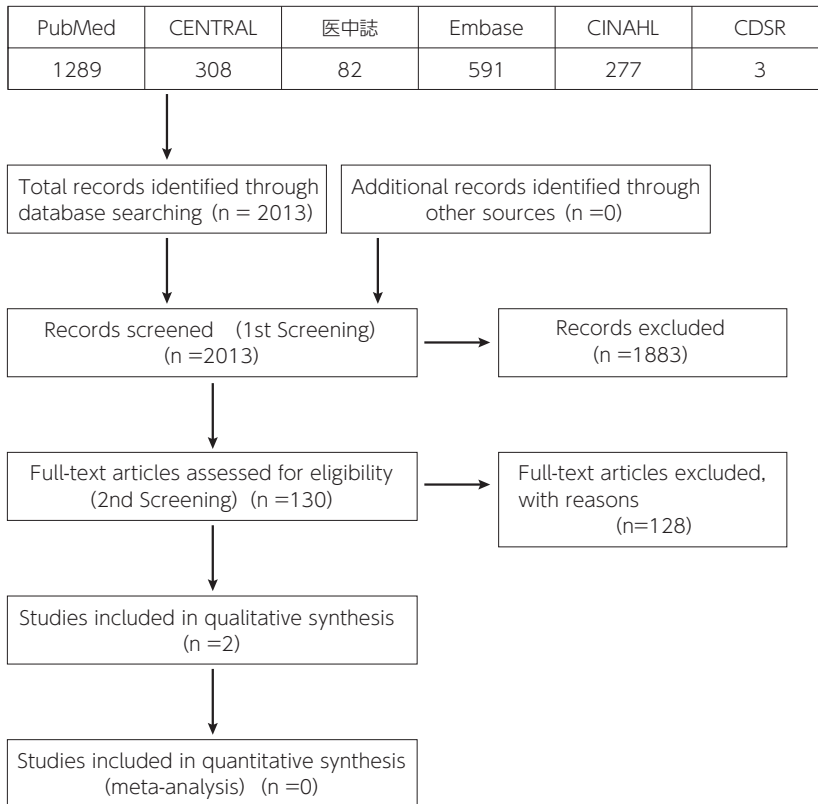 PubMed CENTRAL 医中誌 Embase CINAHL CDSR
1289 308 82 591 277 3
Total records identified through
database searching (n = 2013)
Additional records identified through
other sources (n =0)
Records screened (1st Screening)
(n =2013)
Records excluded
(n =1883)
Full-text articles assessed for eligibility
(2nd Screening) (n =130)
Full-text articles excluded,
with reasons
(n=128)
Studies included in qualitative synthesis
(n =2)
Studies included in quantitative synthesis
(meta-analysis) (n =0)